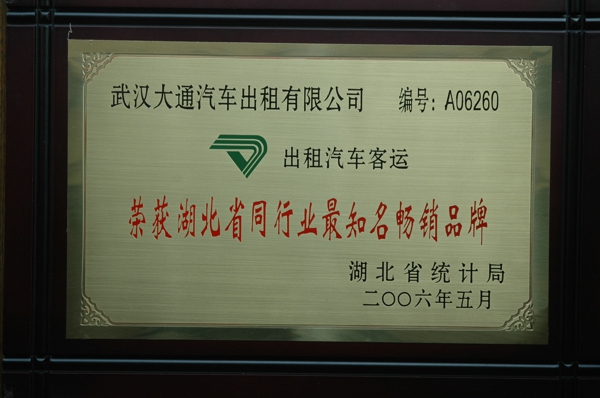 武汉大通汽车出租有限公司 编号：A06260
出租汽车客运
荣获湖北省同行业最知名畅销品牌
湖北省统计局
二〇〇六年五月